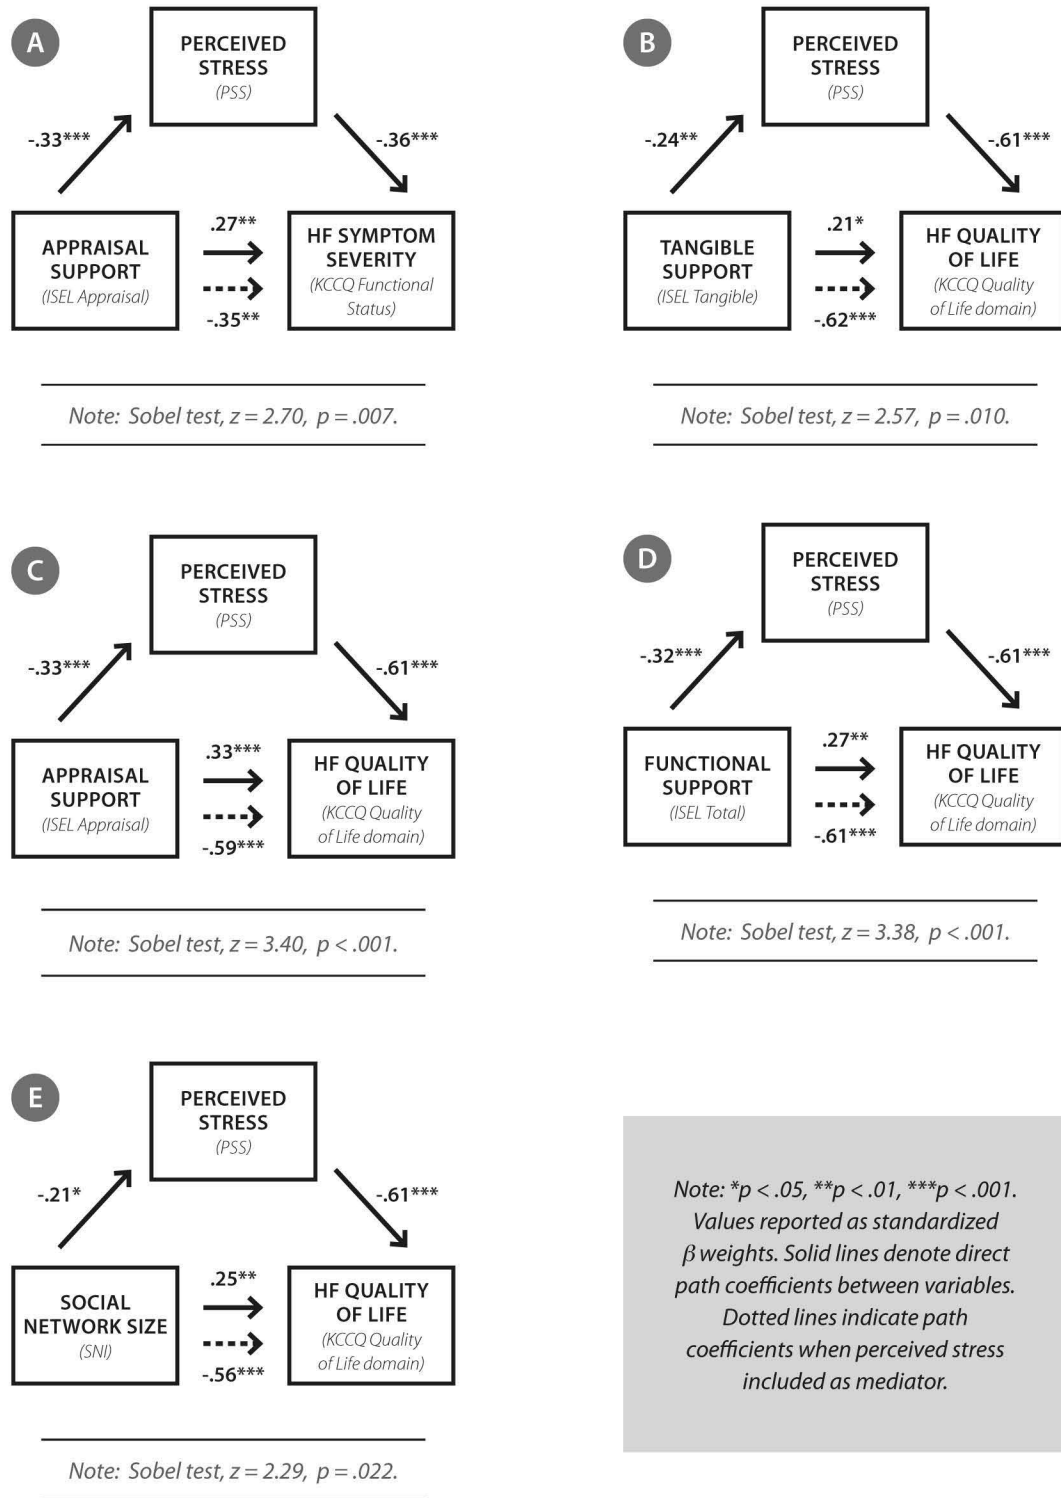 A
PERCEIVED
STRESS
(PSS)
-.33***
-.36***
APPRAISAL
SUPPORT
(ISEL Appraisal)
.27**
-.35**
HF SYMPTOM
SEVERITY
(KCCQ Functional
Status)
Note: Sobel test, z = 2.70, p = .007.
B
PERCEIVED
STRESS
(PSS)
-.24**
-.61***
TANGIBLE
SUPPORT
(ISEL Tangible)
.21*
-.62***
HF QUALITY
OF LIFE
(KCCQ Quality
of Life domain)
Note: Sobel test, z = 2.57, p = .010.
C
PERCEIVED
STRESS
(PSS)
-.33***
-.61***
APPRAISAL
SUPPORT
(ISEL Appraisal)
.33***
-.59***
HF QUALITY
OF LIFE
(KCCQ Quality
of Life domain)
Note: Sobel test, z = 3.40, p < .001.
D
PERCEIVED
STRESS
(PSS)
-.32***
-.61***
FUNCTIONAL
SUPPORT
(ISEL Total)
.27**
-.61***
HF QUALITY
OF LIFE
(KCCQ Quality
of Life domain)
Note: Sobel test, z = 3.38, p < .001.
E
PERCEIVED
STRESS
(PSS)
-.21*
-.61***
SOCIAL
NETWORK SIZE
(SNI)
.25**
-.56***
HF QUALITY
OF LIFE
(KCCQ Quality
of Life domain)
Note: Sobel test, z = 2.29, p = .022.
Note: *p < .05, **p < .01, ***p < .001.
Values reported as standardized
β weights. Solid lines denote direct
path coefficients between variables.
Dotted lines indicate path
coefficients when perceived stress
included as mediator.